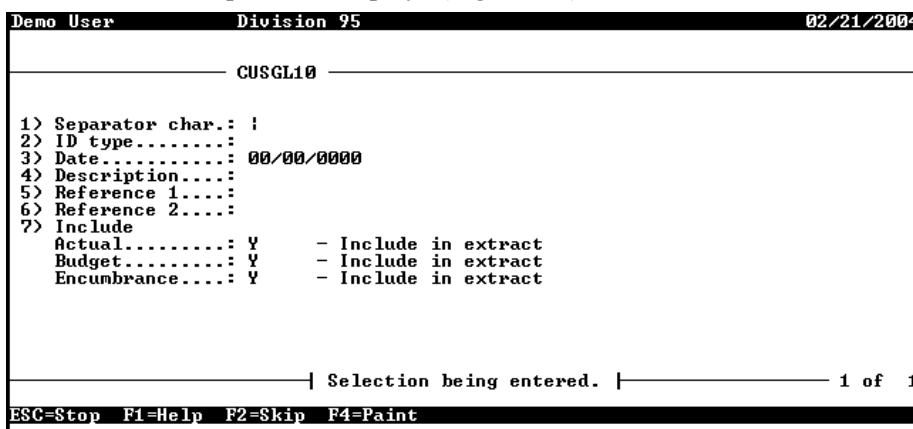 Demo User Division 95 02/21/2004
CUSGL10
1) Separator char.: ¦
2) ID type........:
3) Date...........: 00/00/0000
4) Description....:
5) Reference 1....:
6) Reference 2....:
7) Include
Actual.........: Y - Include in extract
Budget.........: Y - Include in extract
Encumbrance....: Y - Include in extract
Selection being entered. 1 of 1
ESC=Stop F1=Help F2=Skip F4=Paint